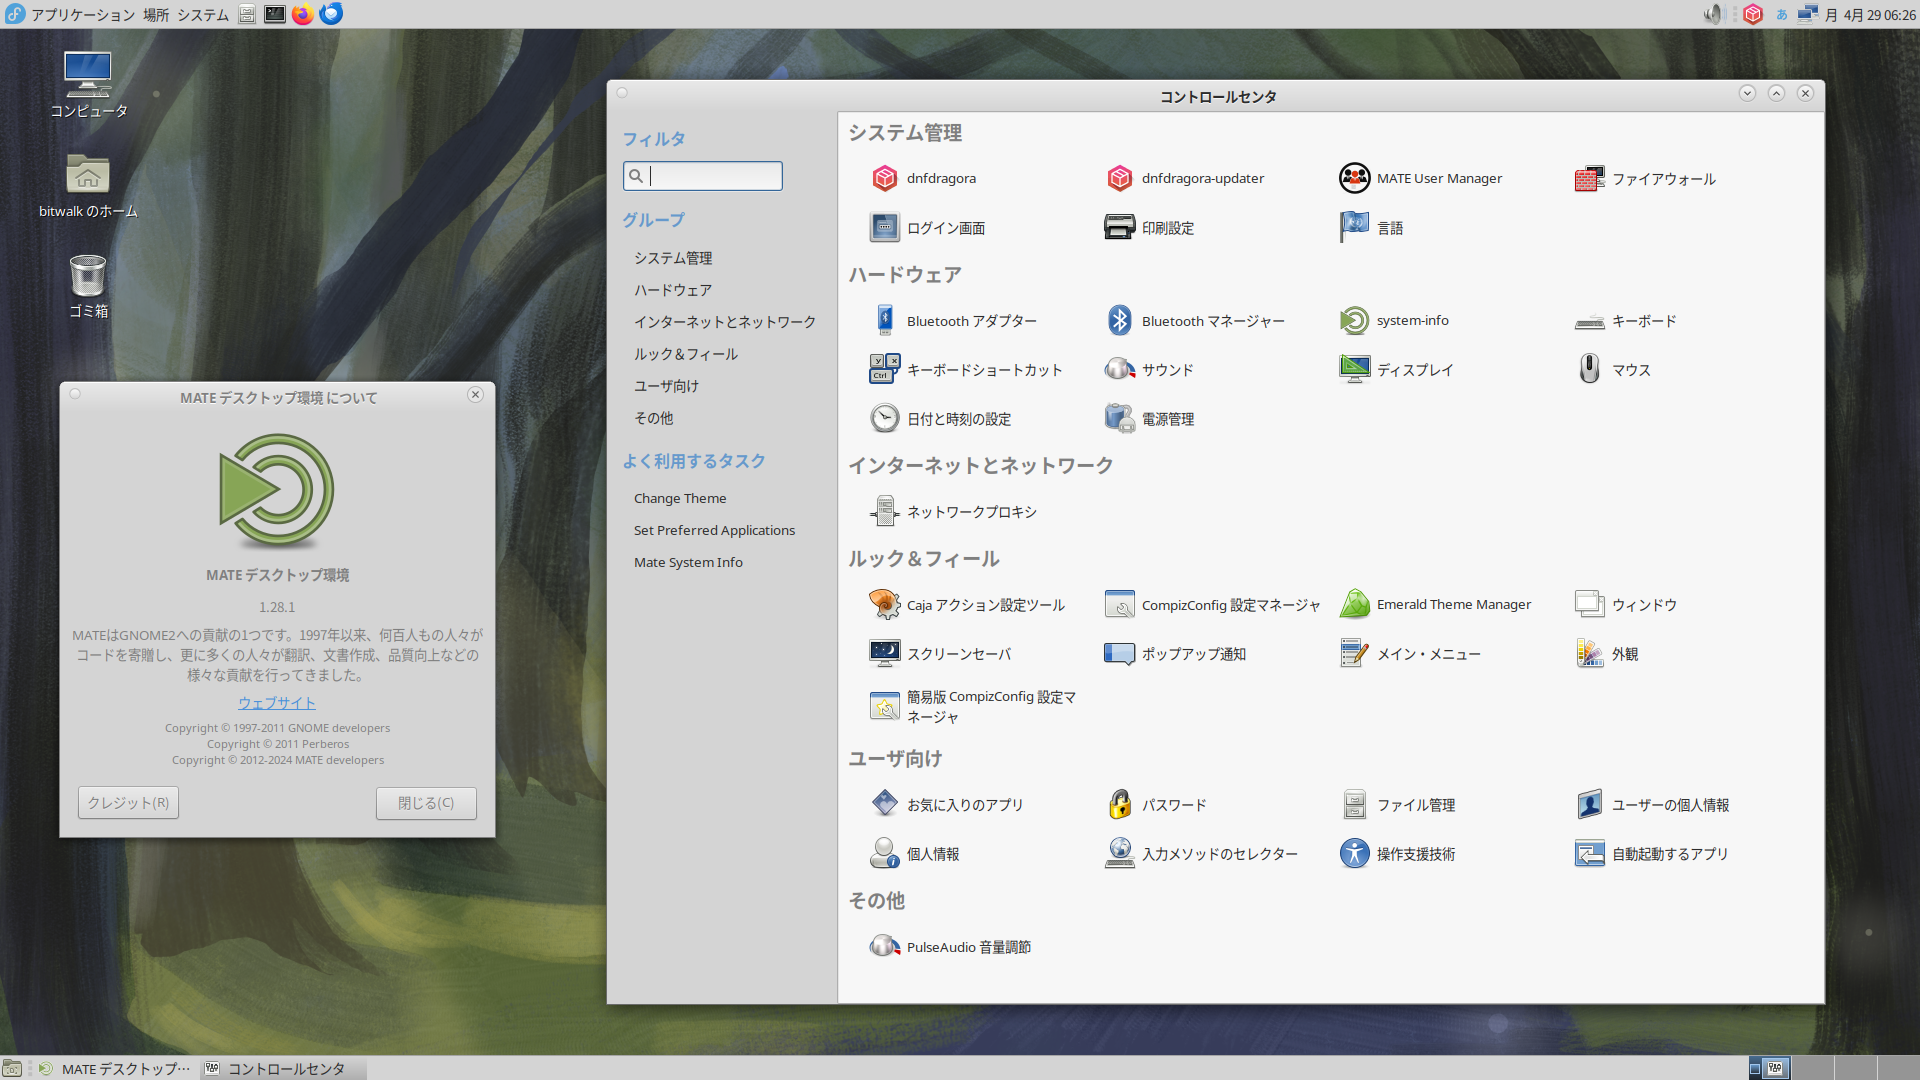 アプリケーション 場所 システム
あ 月 4月 29 06:26
コンピュータ
bitwalk のホーム
ゴミ箱
MATE デスクトップ環境 について
MATE デスクトップ環境
1.28.1
MATEはGNOME2への貢献の1つです。1997年以来、何百人もの人々が
コードを寄贈し、更に多くの人々が翻訳、文書作成、品質向上などの
様々な貢献を行ってきました。
ウェブサイト
Copyright © 1997-2011 GNOME developers
Copyright © 2011 Perberos
Copyright © 2012-2024 MATE developers
クレジット(R) 閉じる(C)
コントロールセンタ
フィルタ
グループ
システム管理
ハードウェア
インターネットとネットワーク
ルック＆フィール
ユーザ向け
その他
よく利用するタスク
Change Theme
Set Preferred Applications
Mate System Info
システム管理
dnfdragora dnfdragora-updater MATE User Manager ファイアウォール
ログイン画面 印刷設定 言語
ハードウェア
Bluetooth アダプター Bluetooth マネージャー system-info キーボード
Y X
Ctrl キーボードショートカット サウンド ディスプレイ マウス
日付と時刻の設定 電源管理
インターネットとネットワーク
ネットワークプロキシ
ルック＆フィール
Caja アクション設定ツール CompizConfig 設定マネージャ Emerald Theme Manager ウィンドウ
スクリーンセーバ ポップアップ通知 メイン・メニュー 外観
簡易版 CompizConfig 設定マ
ネージャ
ユーザ向け
お気に入りのアプリ パスワード ファイル管理 ユーザーの個人情報
個人情報 入力メソッドのセレクター 操作支援技術 自動起動するアプリ
その他
PulseAudio 音量調節
MATE デスクトップ… コントロールセンタ